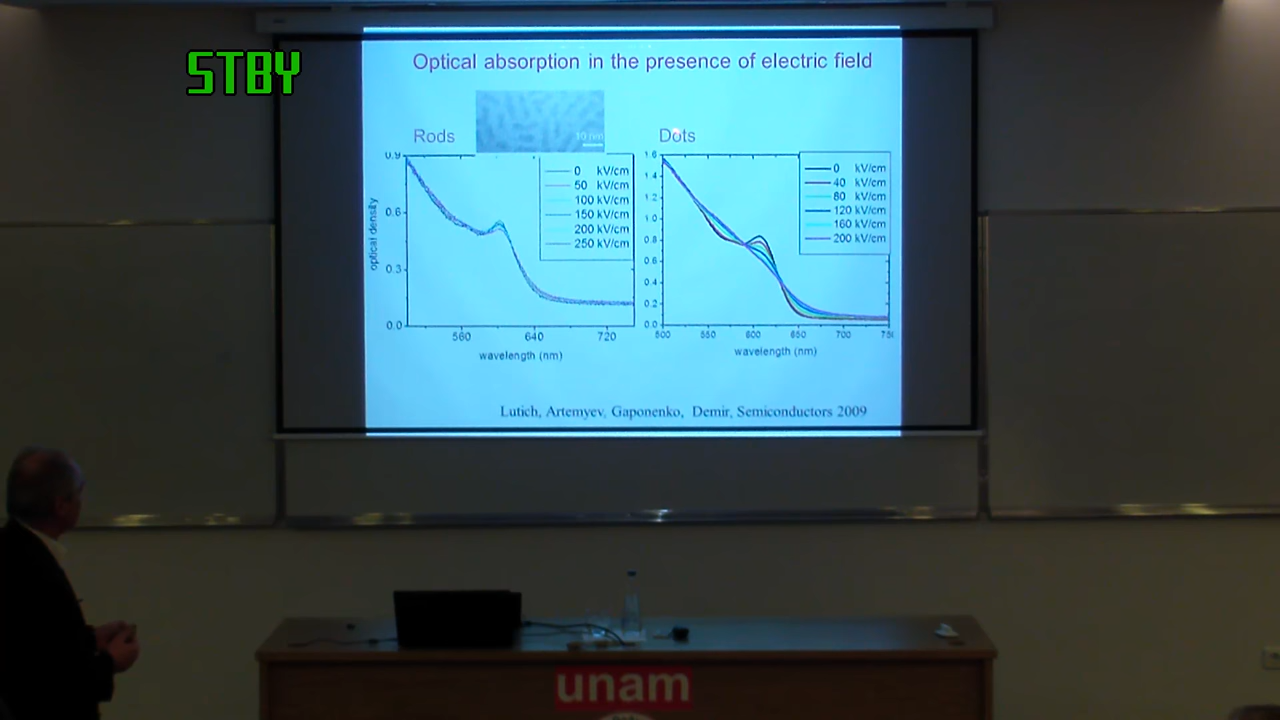 STBY
Optical absorption in the presence of electric field
10 nm
Rods
Dots
0.9
0.6
0.3
0.0
optical density
0 kV/cm
50 kV/cm
100 kV/cm
150 kV/cm
200 kV/cm
250 kV/cm
560 640 720
wavelength (nm)
1.6
1.4
1.2
1.0
0.8
0.6
0.4
0.2
0.0
0 kV/cm
40 kV/cm
80 kV/cm
120 kV/cm
160 kV/cm
200 kV/cm
500 550 600 650 700 750
wavelength (nm)
Lutich, Artemyev, Gaponenko, Demir, Semiconductors 2009
unam